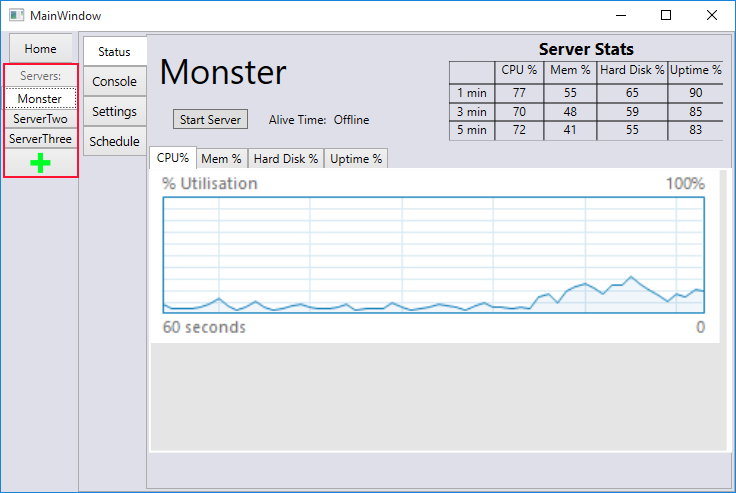 MainWindow
Home
Servers:
Monster
ServerTwo
ServerThree
Status
Console
Settings
Schedule
Monster
Start Server Alive Time: Offline
Server Stats
CPU % Mem % Hard Disk % Uptime %
1 min 77 55 65 90
3 min 70 48 59 85
5 min 72 41 55 83
CPU% Mem % Hard Disk % Uptime %
% Utilisation 100%
60 seconds 0